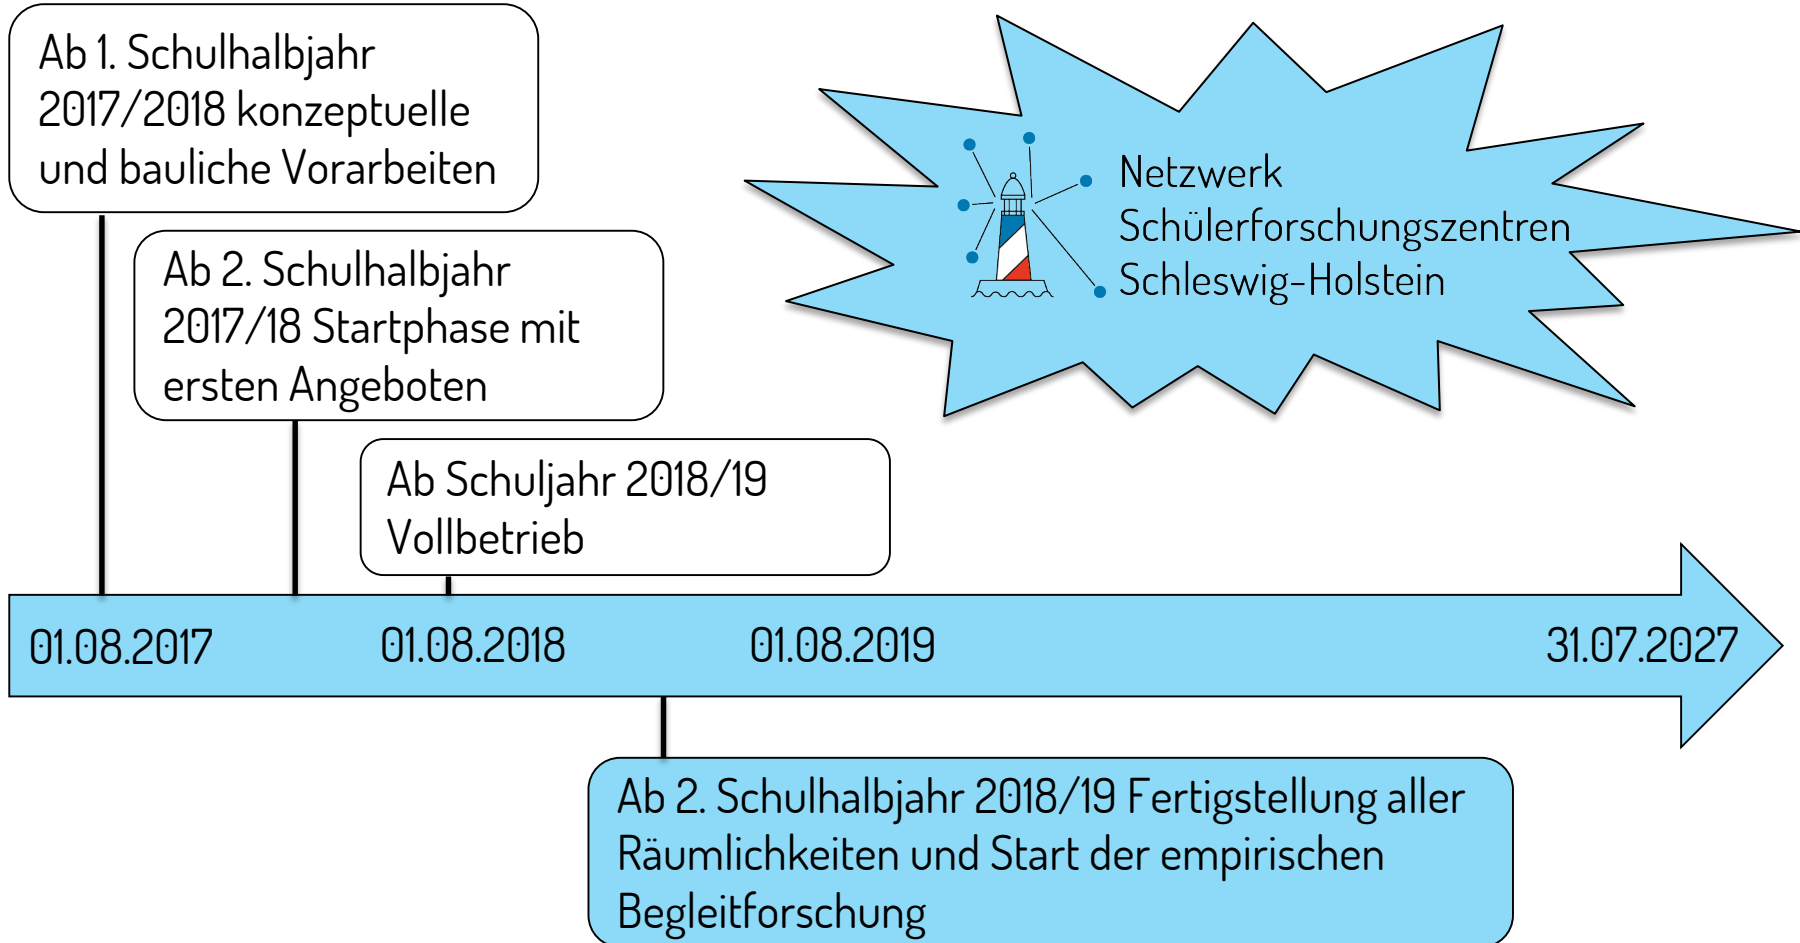 Ab 1. Schulhalbjahr
2017/2018 konzeptuelle
und bauliche Vorarbeiten
Netzwerk
Schülerforschungszentren
Schleswig-Holstein
Ab 2. Schulhalbjahr
2017/18 Startphase mit
ersten Angeboten
Ab Schuljahr 2018/19
Vollbetrieb
01.08.2017
01.08.2018
01.08.2019
31.07.2027
Ab 2. Schulhalbjahr 2018/19 Fertigstellung aller
Räumlichkeiten und Start der empirischen
Begleitforschung